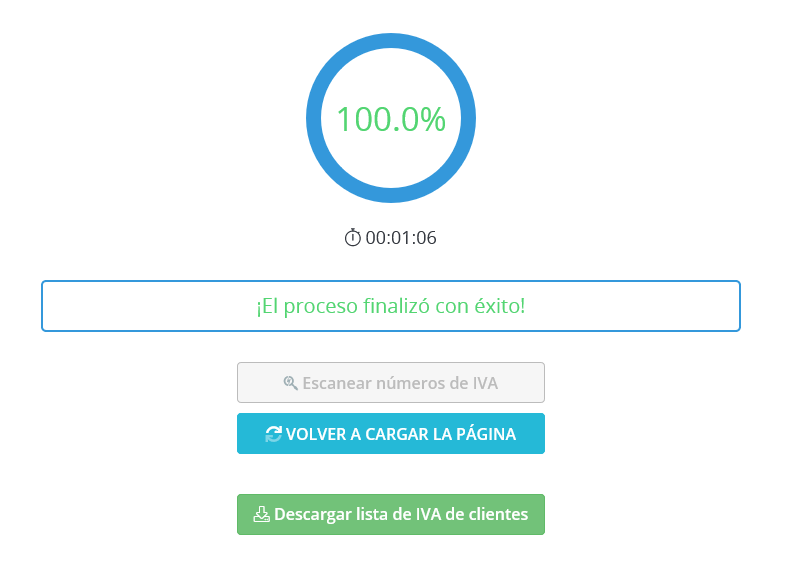 100.0%
00:01:06
¡El proceso finalizó con éxito!
Escanear números de IVA
VOLVER A CARGAR LA PÁGINA
Descargar lista de IVA de clientes